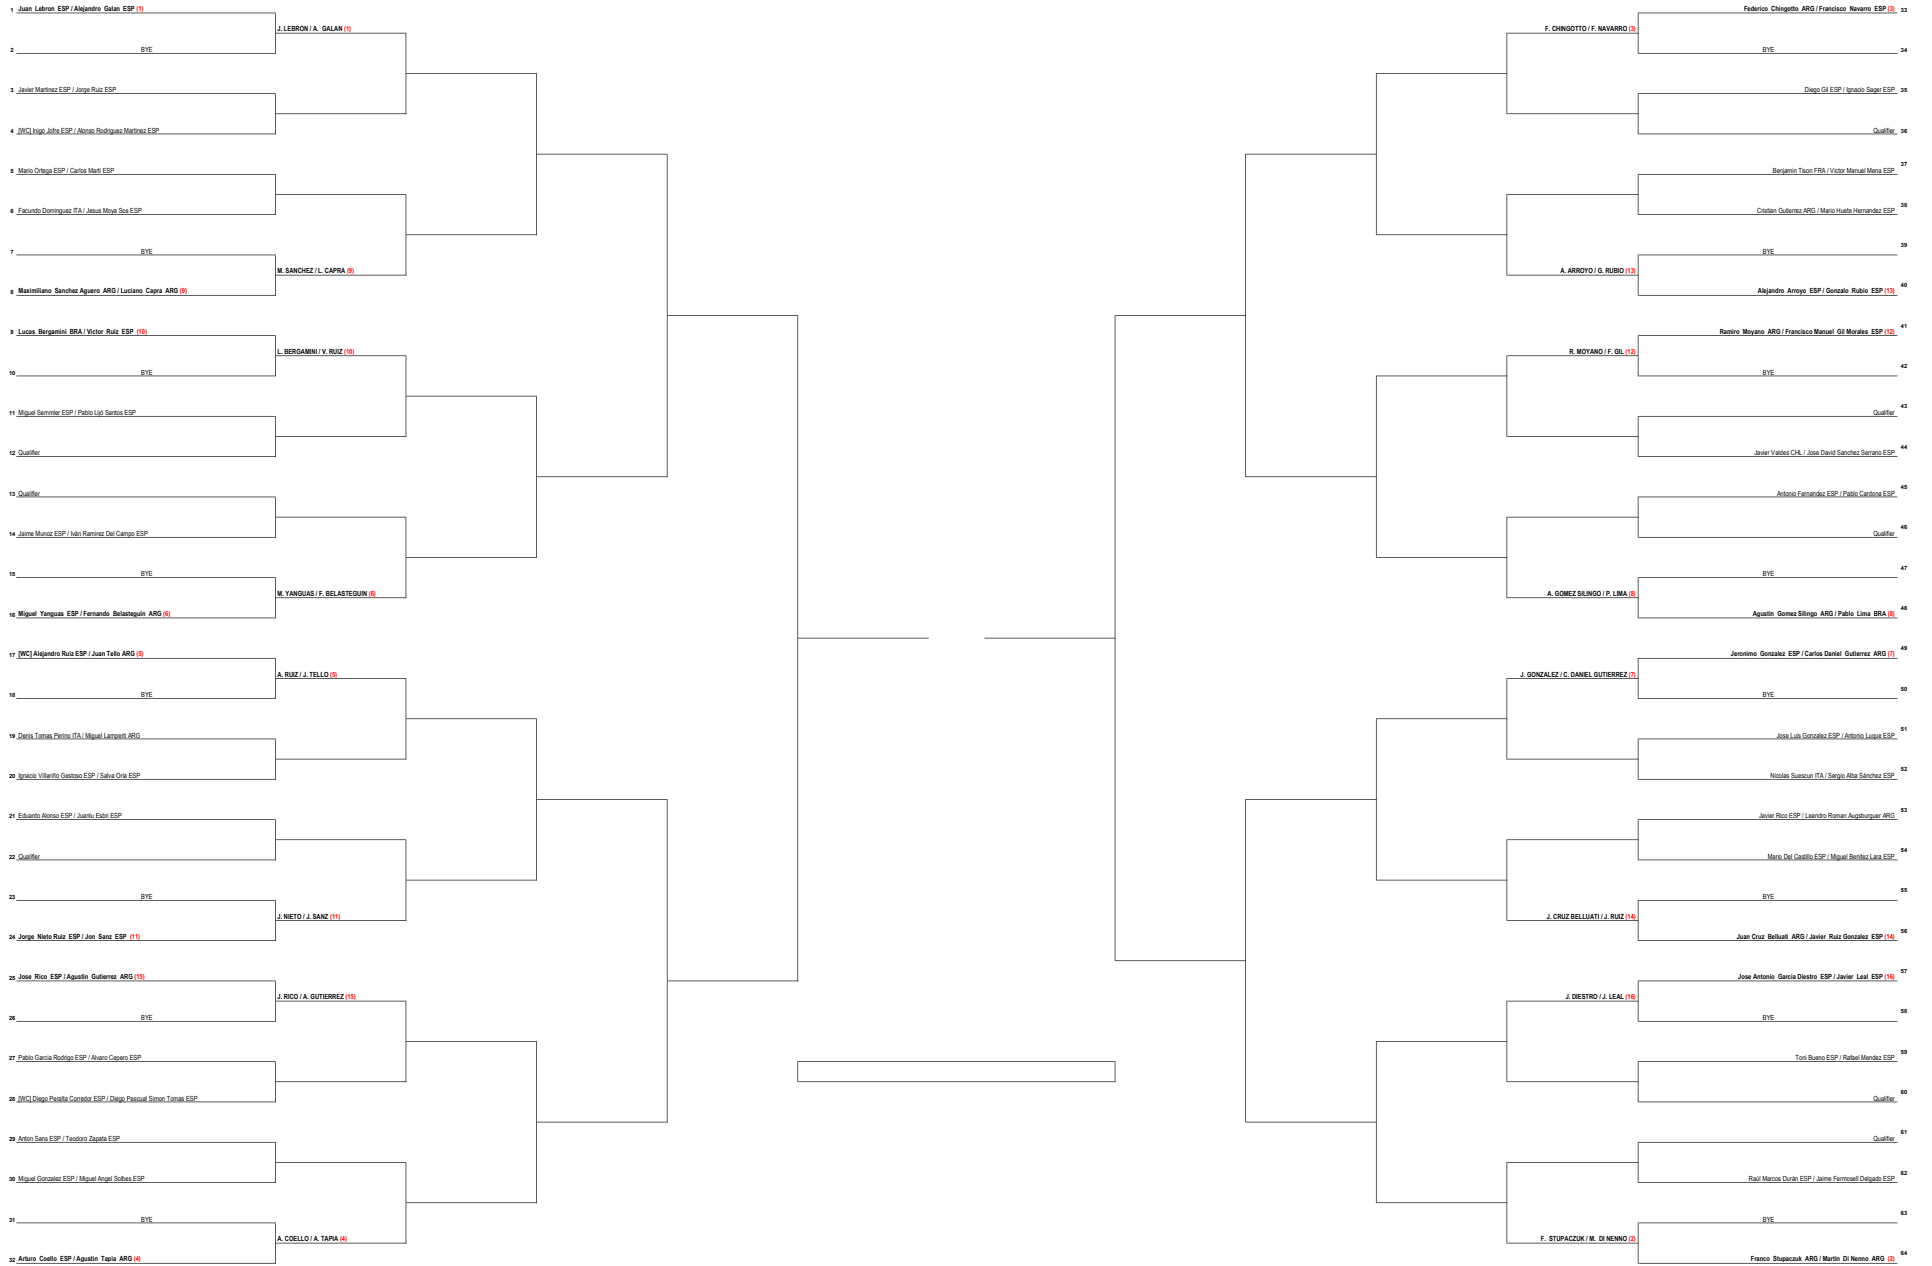 1 Juan Lebron ESP / Alejandro Galan ESP (1)
J. LEBRON / A. GALAN (1)
2 BYE
3 Javier Martinez ESP / Jorge Ruiz ESP
4 [WC] Inigo Jofre ESP / Alonso Rodriguez Martinez ESP
5 Mario Ortega ESP / Carlos Marti ESP
6 Facundo Dominguez ITA / Jesus Moya Sos ESP
7 BYE
M. SANCHEZ / L. CAPRA (9)
8 Maximiliano Sanchez Aguero ARG / Luciano Capra ARG (9)
9 Lucas Bergamini BRA / Victor Ruiz ESP (10)
L. BERGAMINI / V. RUIZ (10)
10 BYE
11 Miguel Semmler ESP / Pablo Lijó Santos ESP
12 Qualifier
13 Qualifier
14 Jaime Munoz ESP / Iván Ramirez Del Campo ESP
15 BYE
M. YANGUAS / F. BELASTEGUIN (6)
16 Miguel Yanguas ESP / Fernando Belasteguin ARG (6)
17 [WC] Alejandro Ruiz ESP / Juan Tello ARG (5)
A. RUIZ / J. TELLO (5)
18 BYE
19 Denis Tomas Perino ITA / Miguel Lamperti ARG
20 Ignacio Villariño Gestoso ESP / Salva Oria ESP
21 Eduardo Alonso ESP / Juanlu Esbri ESP
22 Qualifier
23 BYE
J. NIETO / J. SANZ (11)
24 Jorge Nieto Ruiz ESP / Jon Sanz ESP (11)
25 Jose Rico ESP / Agustin Gutierrez ARG (15)
J. RICO / A. GUTIERREZ (15)
26 BYE
27 Pablo Garcia Rodrigo ESP / Alvaro Cepero ESP
28 [WC] Diego Peralta Corredor ESP / Diego Pascual Simon Tomas ESP
29 Anton Sans ESP / Teodoro Zapata ESP
30 Miguel Gonzalez ESP / Miguel Angel Solbes ESP
31 BYE
A. COELLO / A. TAPIA (4)
32 Arturo Coello ESP / Agustin Tapia ARG (4)
Federico Chingotto ARG / Francisco Navarro ESP (3) 33
F. CHINGOTTO / F. NAVARRO (3)
BYE 34
Diego Gil ESP / Ignacio Sager ESP 35
Qualifier 36
Benjamin Tison FRA / Victor Manuel Mena ESP 37
Cristian Gutierrez ARG / Mario Huete Hernandez ESP 38
BYE 39
A. ARROYO / G. RUBIO (13)
Alejandro Arroyo ESP / Gonzalo Rubio ESP (13) 40
Ramiro Moyano ARG / Francisco Manuel Gil Morales ESP (12) 41
R. MOYANO / F. GIL (12)
BYE 42
Qualifier 43
Javier Valdes CHL / Jose David Sanchez Serrano ESP 44
Antonio Fernandez ESP / Pablo Cardona ESP 45
Qualifier 46
BYE 47
A. GOMEZ SILINGO / P. LIMA (8)
Agustin Gomez Silingo ARG / Pablo Lima BRA (8) 48
Jeronimo Gonzalez ESP / Carlos Daniel Gutierrez ARG (7) 49
J. GONZALEZ / C. DANIEL GUTIERREZ (7)
BYE 50
Jose Luis Gonzalez ESP / Antonio Luque ESP 51
Nicolas Suescun ITA / Sergio Alba Sánchez ESP 52
Javier Rico ESP / Leandro Roman Augsburguer ARG 53
Mario Del Castillo ESP / Miguel Benitez Lara ESP 54
BYE 55
J. CRUZ BELLUATI / J. RUIZ (14)
Juan Cruz Belluati ARG / Javier Ruiz Gonzalez ESP (14) 56
Jose Antonio Garcia Diestro ESP / Javier Leal ESP (16) 57
J. DIESTRO / J. LEAL (16)
BYE 58
Toni Bueno ESP / Rafael Mendez ESP 59
Qualifier 60
Qualifier 61
Raúl Marcos Durán ESP / Jaime Fermosell Delgado ESP 62
BYE 63
F. STUPACZUK / M. DI NENNO (2)
Franco Stupaczuk ARG / Martin Di Nenno ARG (2) 64